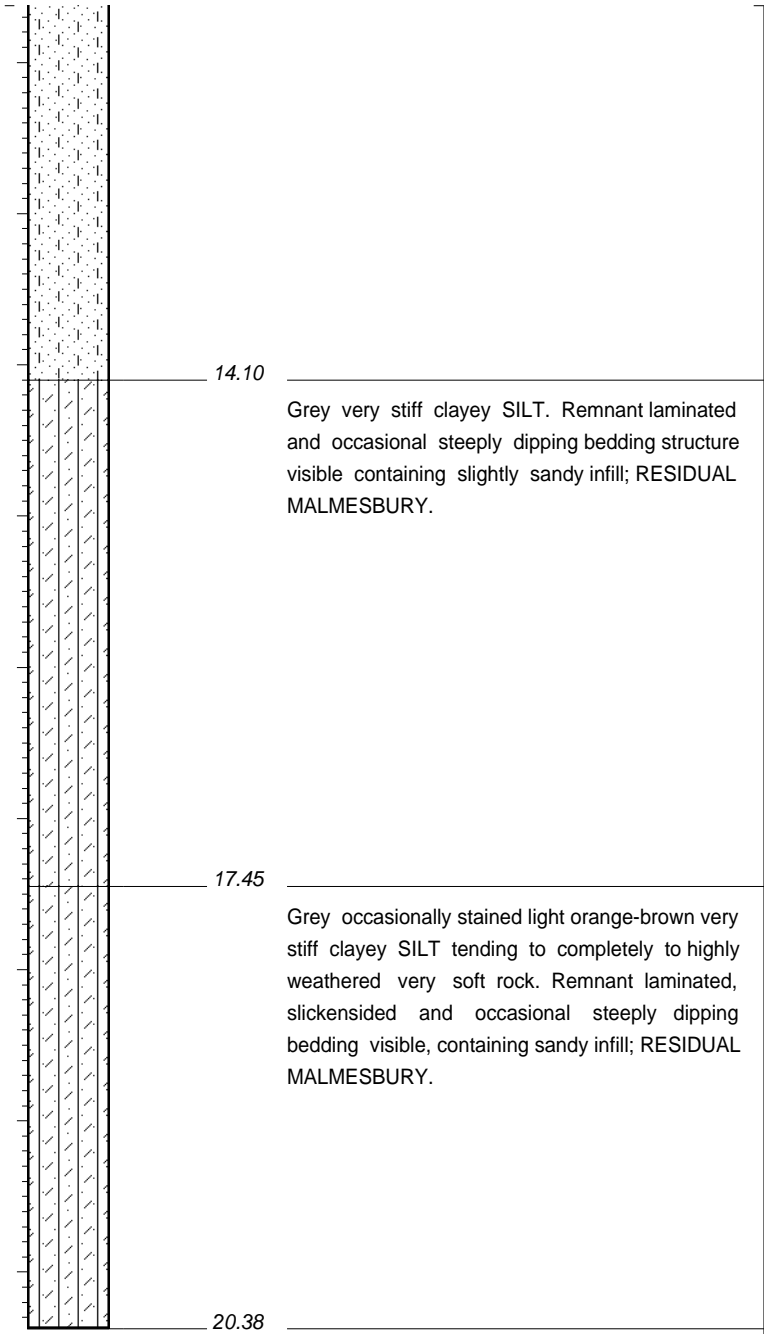 14.10
Grey very stiff clayey SILT. Remnant laminated
and occasional steeply dipping bedding structure
visible containing slightly sandy infill; RESIDUAL
MALMESBURY.
17.45
Grey occasionally stained light orange-brown very
stiff clayey SILT tending to completely to highly
weathered very soft rock. Remnant laminated,
slickensided and occasional steeply dipping
bedding visible, containing sandy infill; RESIDUAL
MALMESBURY.
20.38